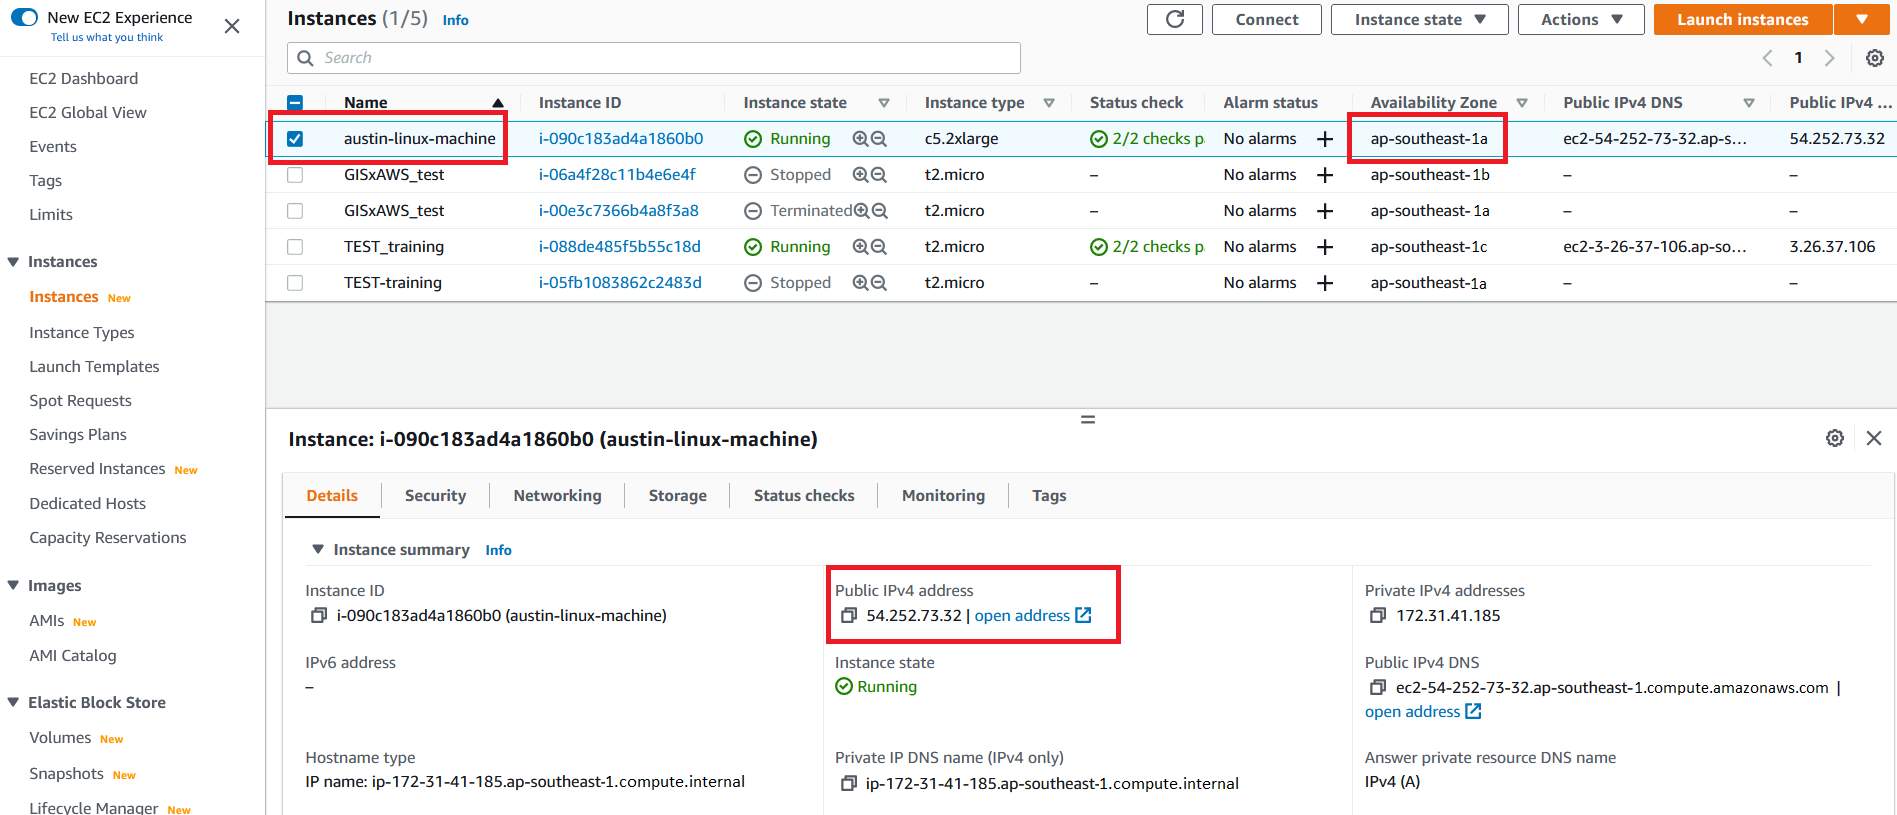 New EC2 Experience
Tell us what you think
EC2 Dashboard
EC2 Global View
Events
Tags
Limits
Instances
Instances New
Instance Types
Launch Templates
Spot Requests
Savings Plans
Reserved Instances New
Dedicated Hosts
Capacity Reservations
Images
AMIs New
AMI Catalog
Elastic Block Store
Volumes New
Snapshots New
Lifecycle Manager New
Instances (1/5) Info
Connect Instance state Actions Launch instances
Search
1
Name Instance ID Instance state Instance type Status check Alarm status Availability Zone Public IPv4 DNS Public IPv4 ...
austin-linux-machine i-090c183ad4a1860b0 Running c5.2xlarge 2/2 checks p No alarms + ap-southeast-1a ec2-54-252-73-32.ap-s... 54.252.73.32
GISxAWS_test i-06a4f28c11b4e6e4f Stopped t2.micro – No alarms + ap-southeast-1b – –
GISxAWS_test i-00e3c7366b4a8f3a8 Terminated t2.micro – No alarms + ap-southeast-1a – –
TEST_training i-088de485f5b55c18d Running t2.micro 2/2 checks p No alarms + ap-southeast-1c ec2-3-26-37-106.ap-so... 3.26.37.106
TEST-training i-05fb1083862c2483d Stopped t2.micro – No alarms + ap-southeast-1a – –
Instance: i-090c183ad4a1860b0 (austin-linux-machine)
Details Security Networking Storage Status checks Monitoring Tags
Instance summary Info
Instance ID
i-090c183ad4a1860b0 (austin-linux-machine)
Public IPv4 address
54.252.73.32 | open address
Private IPv4 addresses
172.31.41.185
IPv6 address
–
Instance state
Running
Public IPv4 DNS
ec2-54-252-73-32.ap-southeast-1.compute.amazonaws.com |
open address
Hostname type
IP name: ip-172-31-41-185.ap-southeast-1.compute.internal
Private IP DNS name (IPv4 only)
ip-172-31-41-185.ap-southeast-1.compute.internal
Answer private resource DNS name
IPv4 (A)